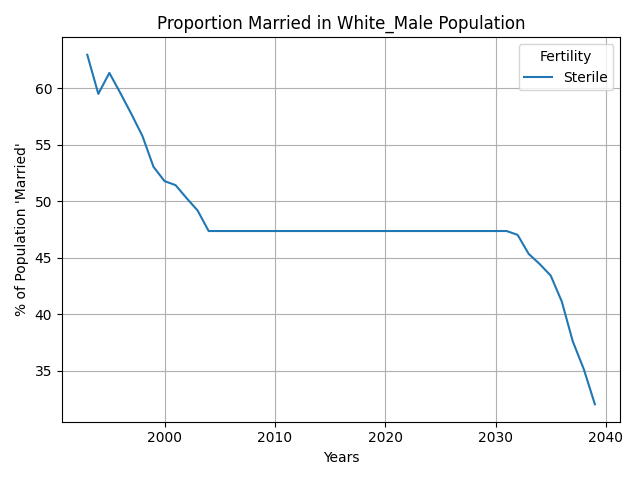 Proportion Married in White_Male Population
% of Population 'Married'
60
55
50
45
40
35
Fertility
Sterile
2000 2010 2020 2030 2040
Years